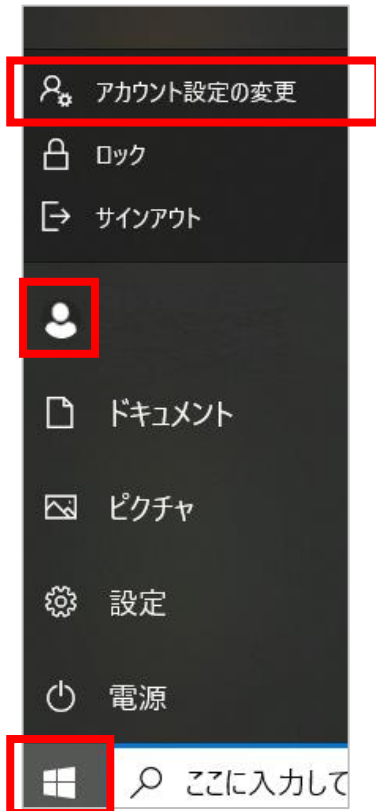 アカウント設定の変更
ロック
サインアウト
ドキュメント
ピクチャ
設定
電源
ここに入力して